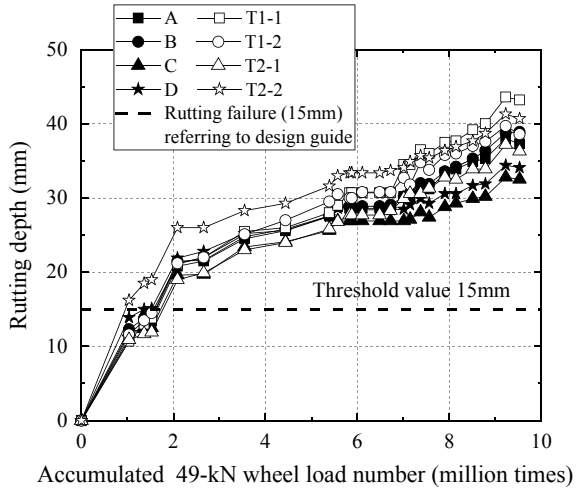 A T1-1
B T1-2
C T2-1
D T2-2
Rutting failure (15mm)
referring to design guide
50
40
30
20
10
0
Rutting depth (mm)
Threshold value 15mm
0 2 4 6 8 10
Accumulated 49-kN wheel load number (million times)